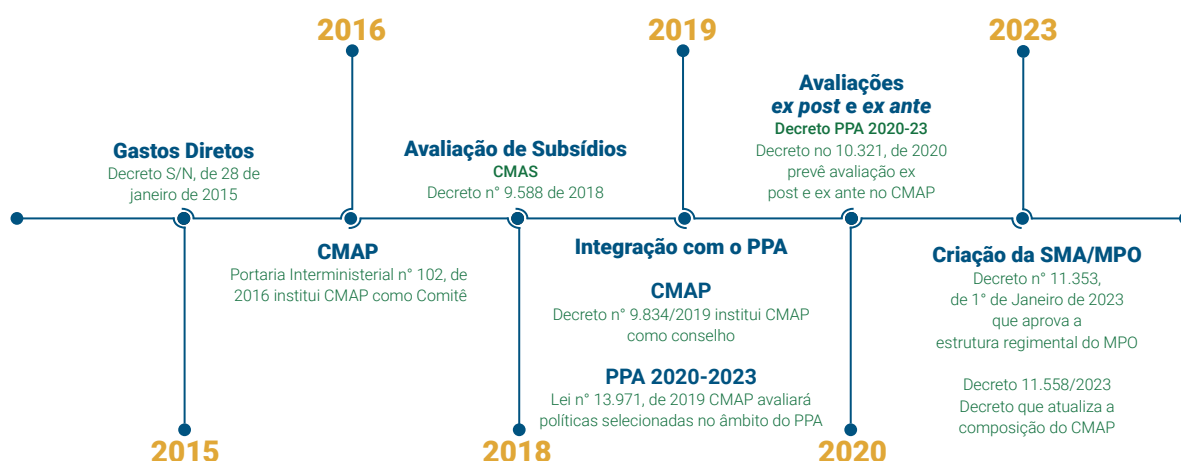 2016
2019
2023
Gastos Diretos
Decreto S/N, de 28 de
janeiro de 2015
Avaliação de Subsídios
CMAS
Decreto n° 9.588 de 2018
Avaliações
ex post e ex ante
Decreto PPA 2020-23
Decreto no 10.321, de 2020
prevê avaliação ex
post e ex ante no CMAP
CMAP
Portaria Interministerial n° 102, de
2016 institui CMAP como Comitê
Integração com o PPA
CMAP
Decreto n° 9.834/2019 institui CMAP
como conselho
PPA 2020-2023
Lei n° 13.971, de 2019 CMAP avaliará
políticas selecionadas no âmbito do PPA
Criação da SMA/MPO
Decreto n° 11.353,
de 1° de Janeiro de 2023
que aprova a
estrutura regimental do MPO
Decreto 11.558/2023
Decreto que atualiza a
composição do CMAP
2015
2018
2020